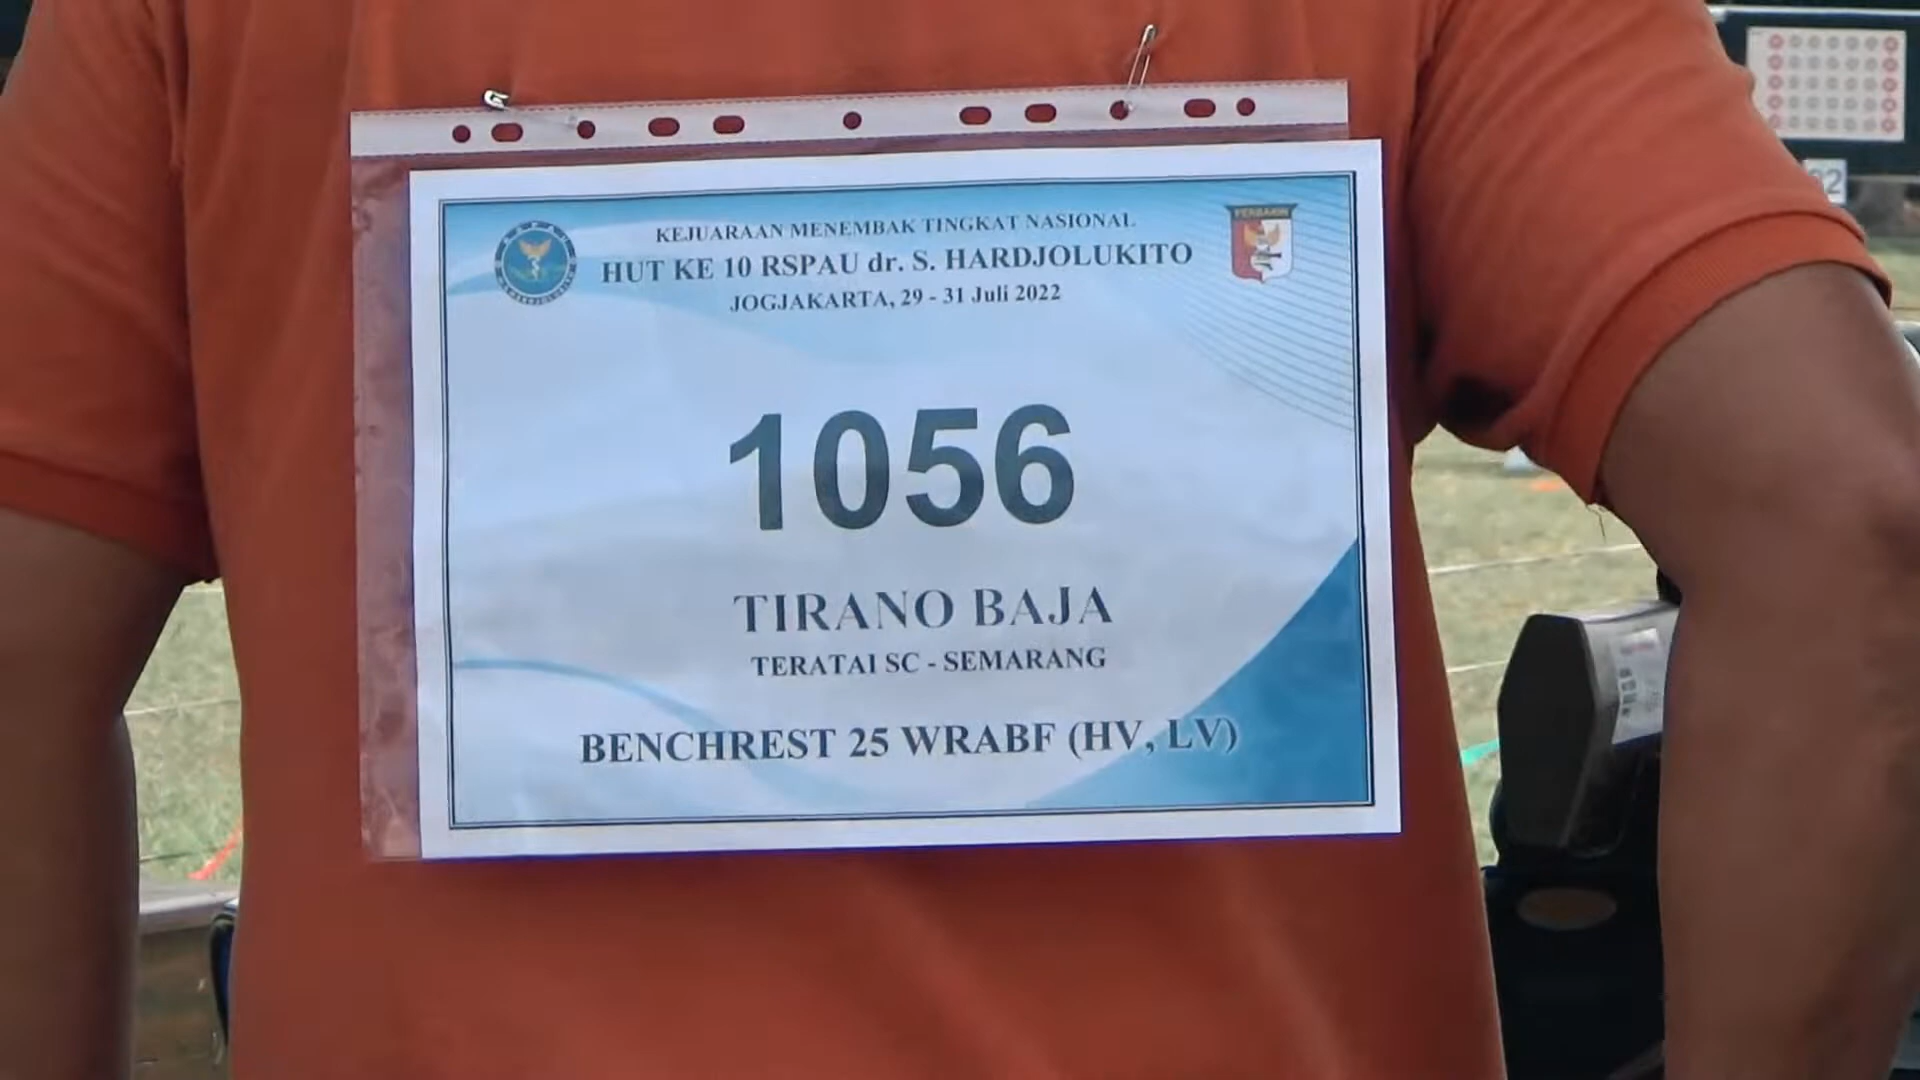 KEJUARAAN MENEMBAK TINGKAT NASIONAL
HUT KE 10 RSPAU dr. S. HARDJOLUKITO
JOGJAKARTA, 29 - 31 Juli 2022
PERBAKIN
1056
TIRANO BAJA
TERATAI SC - SEMARANG
BENCHREST 25 WRABF (HV, LV)